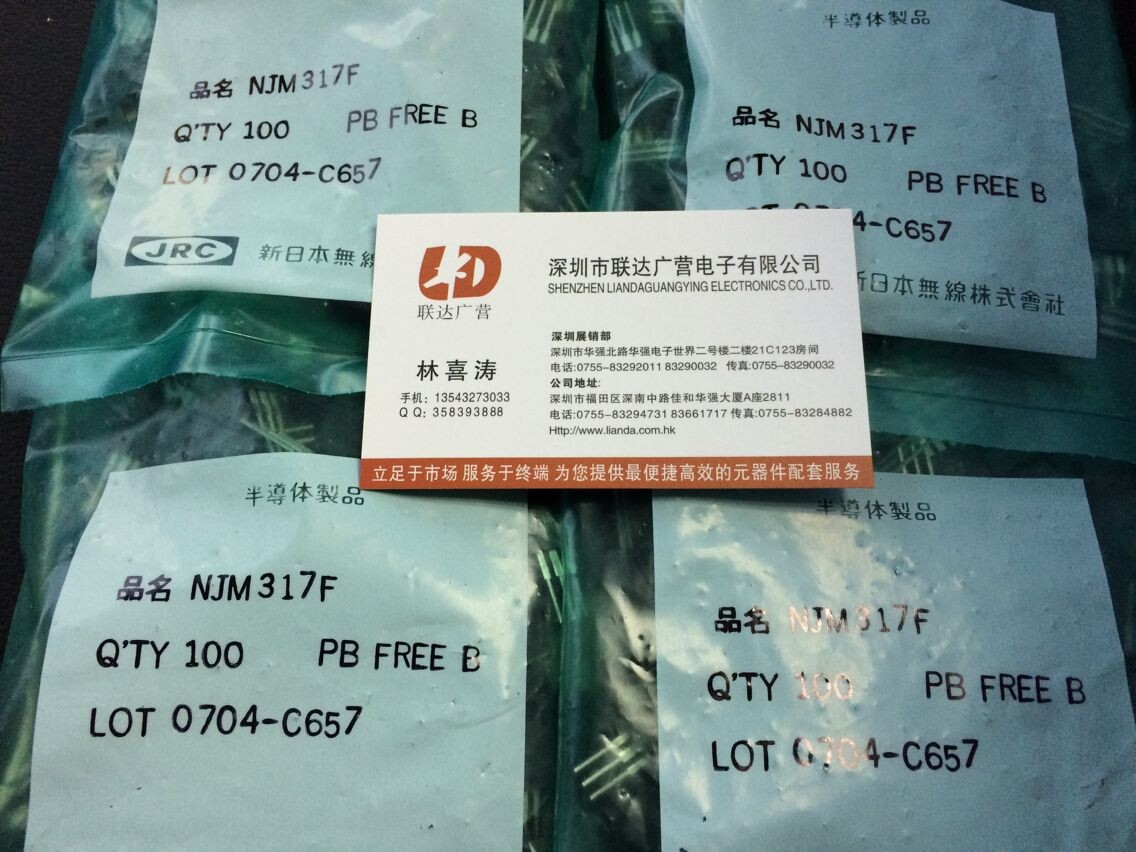 品名 NJM317F
Q'TY 100 PB FREE B
LOT 0704-C657
JRC 新日本無線
半導体製品
品名 NJM317F
Q'TY 100 PB FREE B
4-C657
新日本無線株式會社
LD
联达广营
林喜涛
手机：13543273033
Q Q：358393888
深圳市联达广营电子有限公司
SHENZHEN LIANDAGUANGYING ELECTRONICS CO.,LTD.
深圳展销部
深圳市华强北路华强电子世界二号楼二楼21C123房间
电话:0755-83292011 83290032 传真:0755-83290032
公司地址:
深圳市福田区深南中路佳和华强大厦A座2811
电话:0755-83294731 83661717 传真:0755-83284882
Http://www.lianda.com.hk
立足于市场 服务于终端 为您提供最便捷高效的元器件配套服务
半導体製品
品名 NJM317F
Q'TY 100 PB FREE B
LOT 0704-C657
半導体製品
品名 NJM317F
Q'TY 100 PB FREE B
LOT 0704-C657